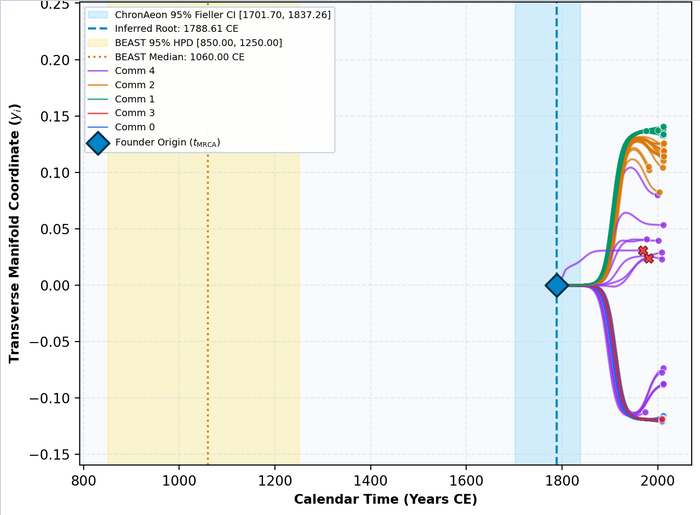 0.25
0.20
0.15
0.10
0.05
0.00
−0.05
−0.10
−0.15
Transverse Manifold Coordinate (yi)
ChronAeon 95% Fieller CI [1701.70, 1837.26]
Inferred Root: 1788.61 CE
BEAST 95% HPD [850.00, 1250.00]
BEAST Median: 1060.00 CE
Comm 4
Comm 2
Comm 1
Comm 3
Comm 0
Founder Origin (tMRCA)
800 1000 1200 1400 1600 1800 2000
Calendar Time (Years CE)